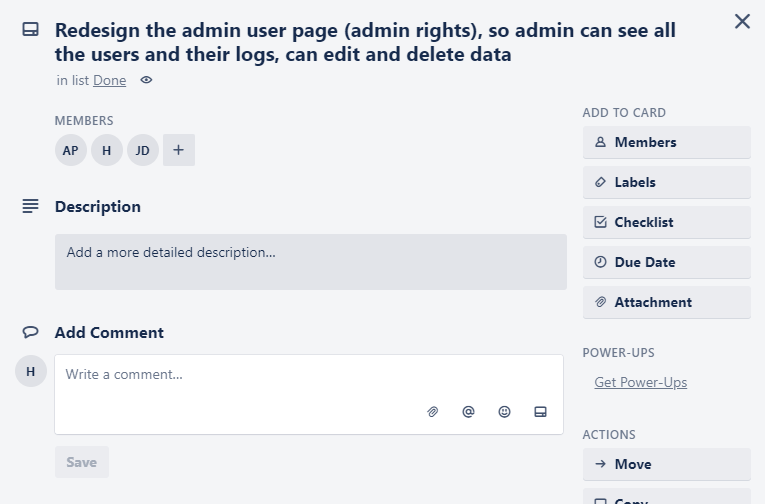 Redesign the admin user page (admin rights), so admin can see all
the users and their logs, can edit and delete data
in list Done
MEMBERS
AP H JD +
Description
Add a more detailed description...
Add Comment
H
Write a comment...
@
Save
ADD TO CARD
Members
Labels
Checklist
Due Date
Attachment
POWER-UPS
Get Power-Ups
ACTIONS
Move